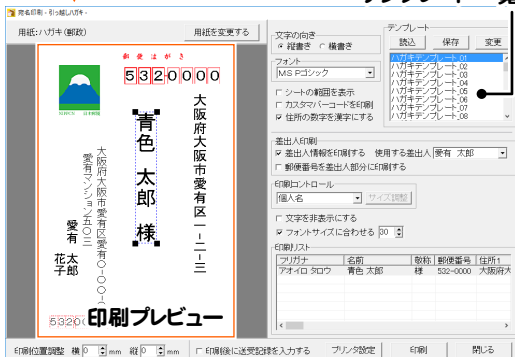 宛名印刷 - 引っ越しハガキ -
用紙:ハガキ(郵政)
用紙を変更する
郵便はがき
5320000
大阪府大阪市愛有区一-二-三
青色 太郎 様
大阪府大阪市愛有区愛有〇-〇-〇
愛有マンション五〇三
愛有 太郎
花子
5320
印刷プレビュー
文字の向き
縦書き 横書き
フォント
MS Pゴシック
シートの範囲を表示
カスタマバーコードを印刷
住所の数字を漢字にする
テンプレート
読込
保存
変更
ハガキテンプレート_01
ハガキテンプレート_02
ハガキテンプレート_03
ハガキテンプレート_04
ハガキテンプレート_05
ハガキテンプレート_06
ハガキテンプレート_07
ハガキテンプレート_08
差出人印刷
差出人情報を印刷する 使用する差出人 愛有 太郎
郵便番号を差出人部分に印刷する
印刷コントロール
個人名
サイズ調整
文字を非表示にする
フォントサイズに合わせる 30
印刷リスト
フリガナ 名前 敬称 郵便番号 住所1
アオイロ タロウ 青色 太郎 様 532-0000 大阪府大
印刷位置調整 横 0 mm 縦 0 mm
印刷後に送受記録を入力する
プリンタ設定
印刷
閉じる